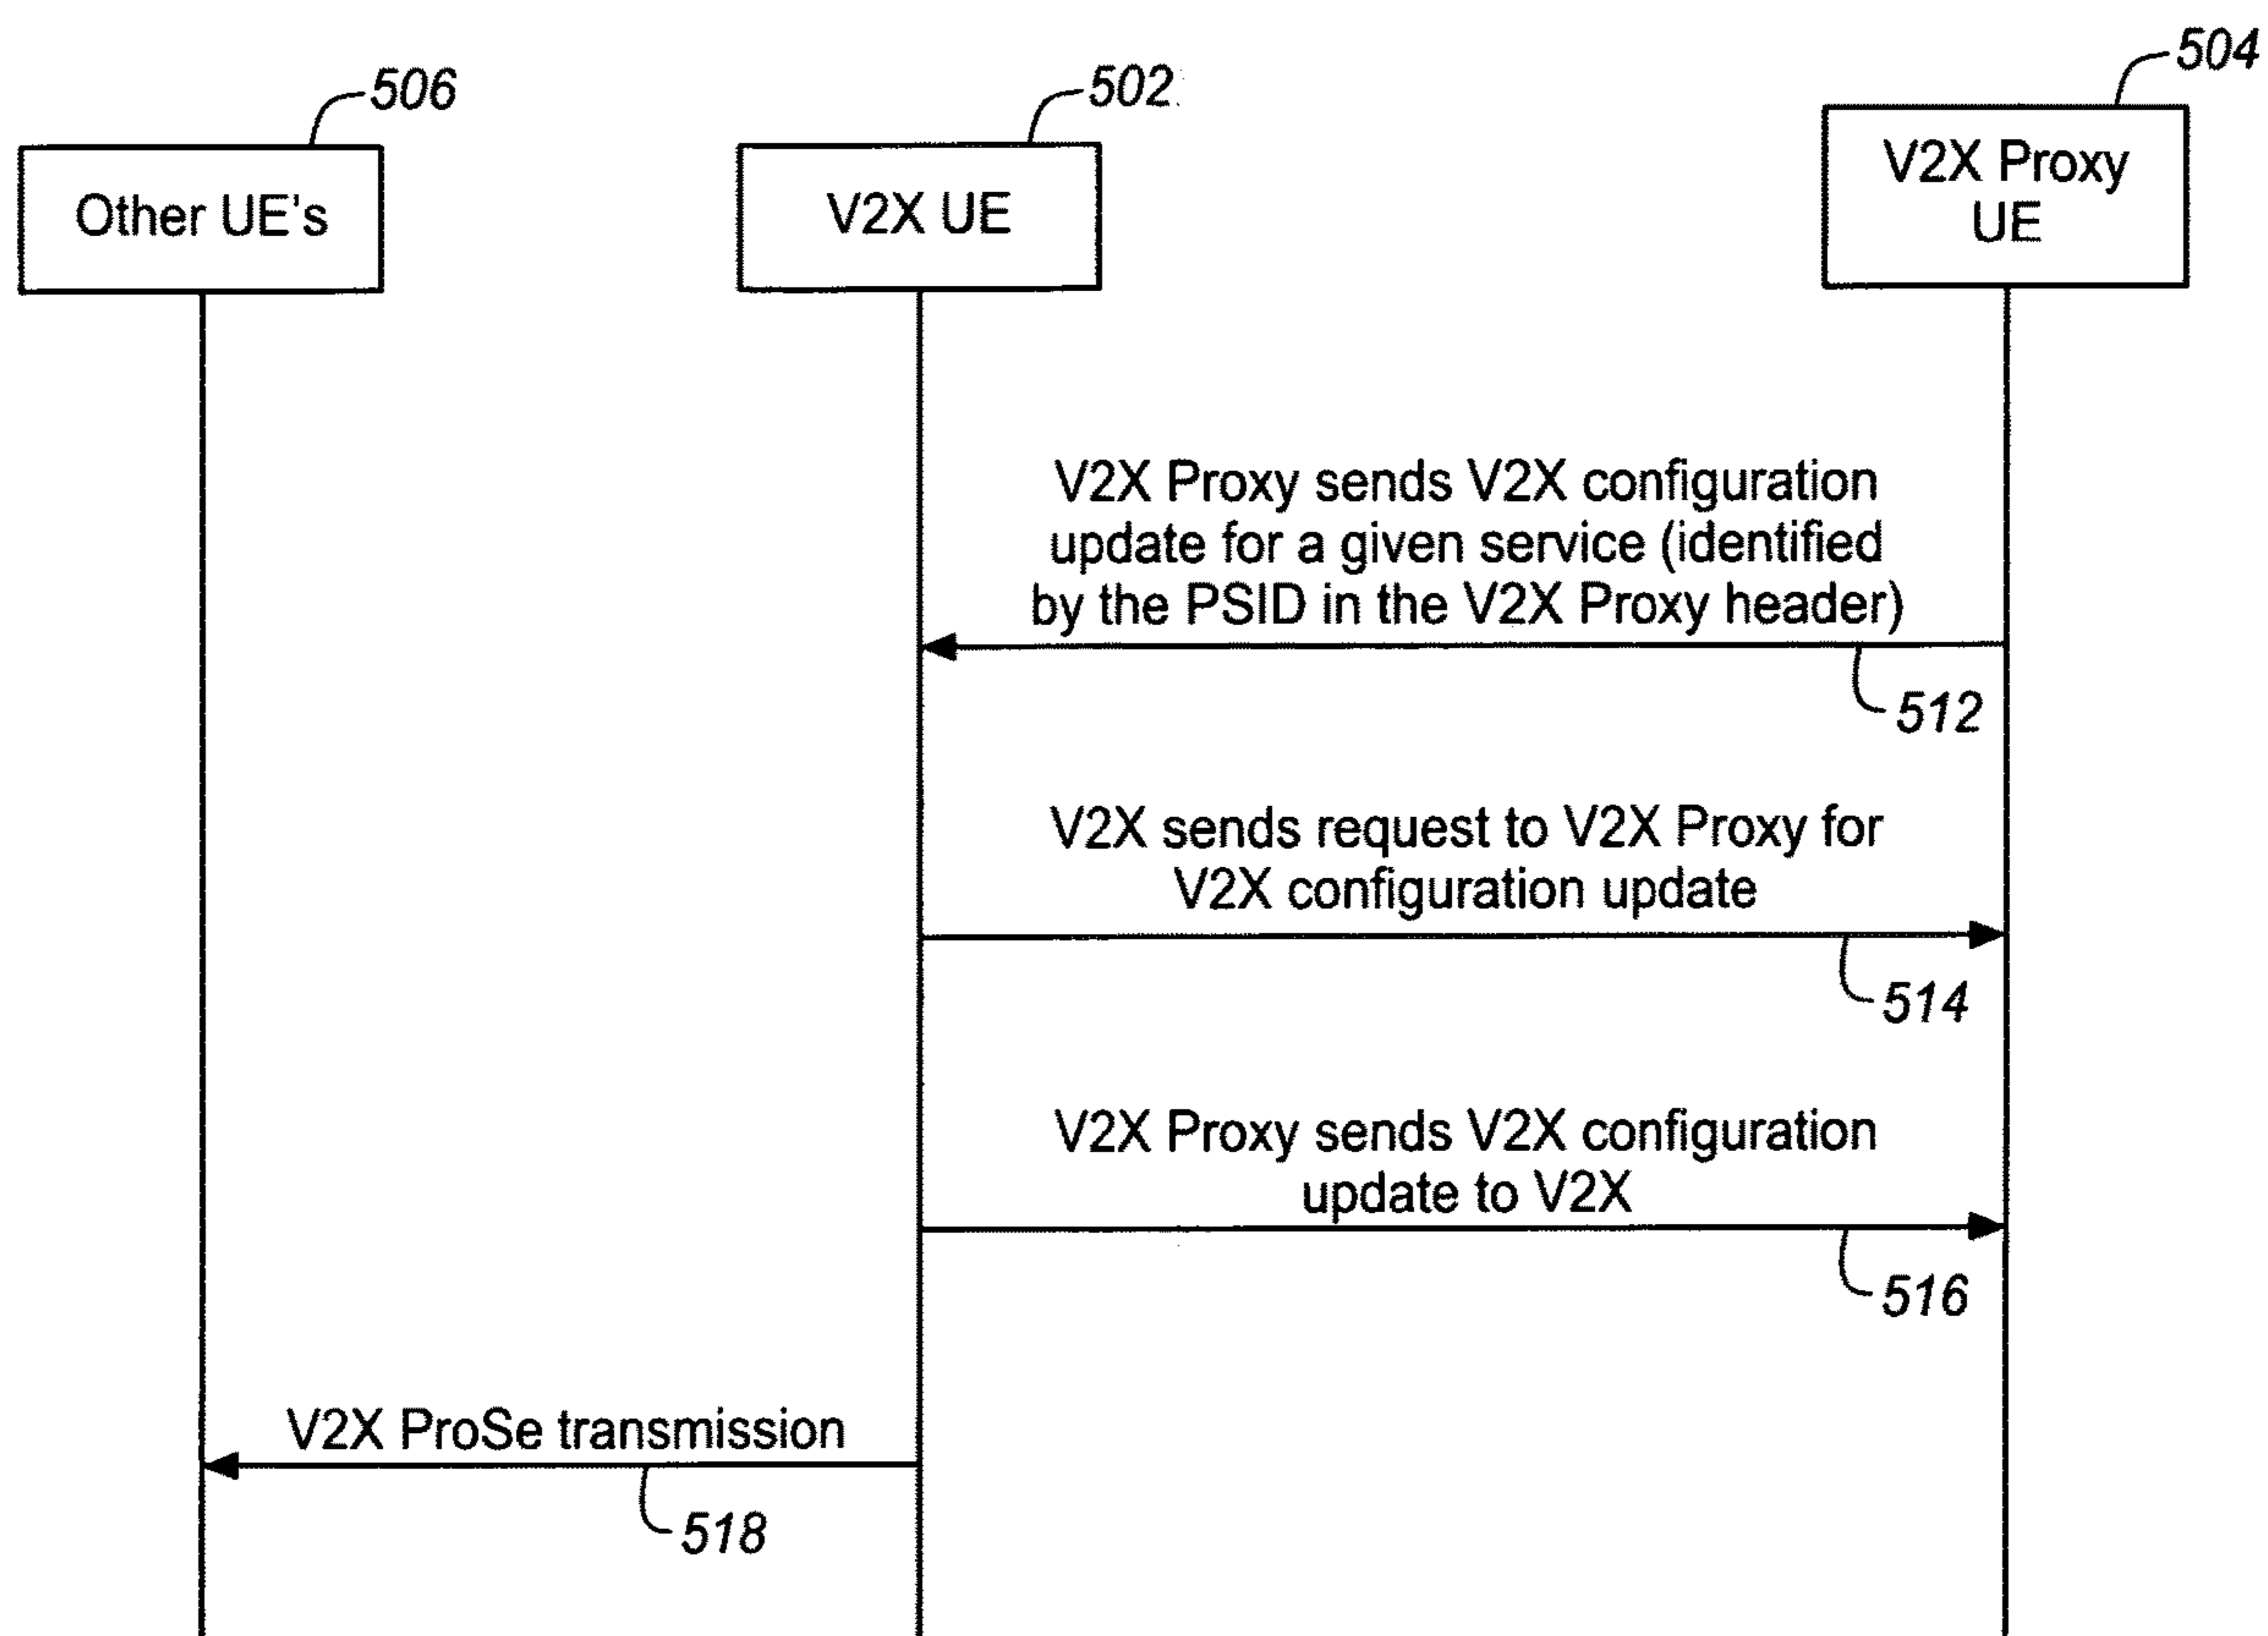 506
502
504
Other UE's
V2X UE
V2X Proxy
UE
V2X Proxy sends V2X configuration
update for a given service (identified
by the PSID in the V2X Proxy header)
512
V2X sends request to V2X Proxy for
V2X configuration update
514
V2X Proxy sends V2X configuration
update to V2X
516
V2X ProSe transmission
518